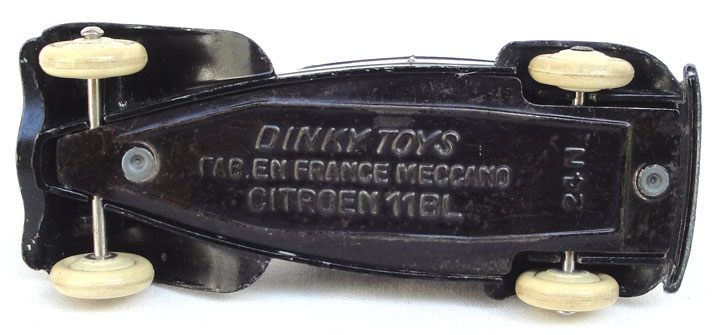 DINKY TOYS
FAB. EN FRANCE MECCANO
CITROEN 11BL
24N